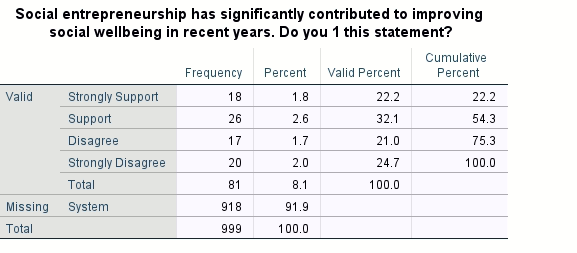 Social entrepreneurship has significantly contributed to improving
social wellbeing in recent years. Do you 1 this statement?
Frequency Percent Valid Percent Cumulative Percent
Valid Strongly Support 18 1.8 22.2 22.2
Support 26 2.6 32.1 54.3
Disagree 17 1.7 21.0 75.3
Strongly Disagree 20 2.0 24.7 100.0
Total 81 8.1 100.0
Missing System 918 91.9
Total 999 100.0